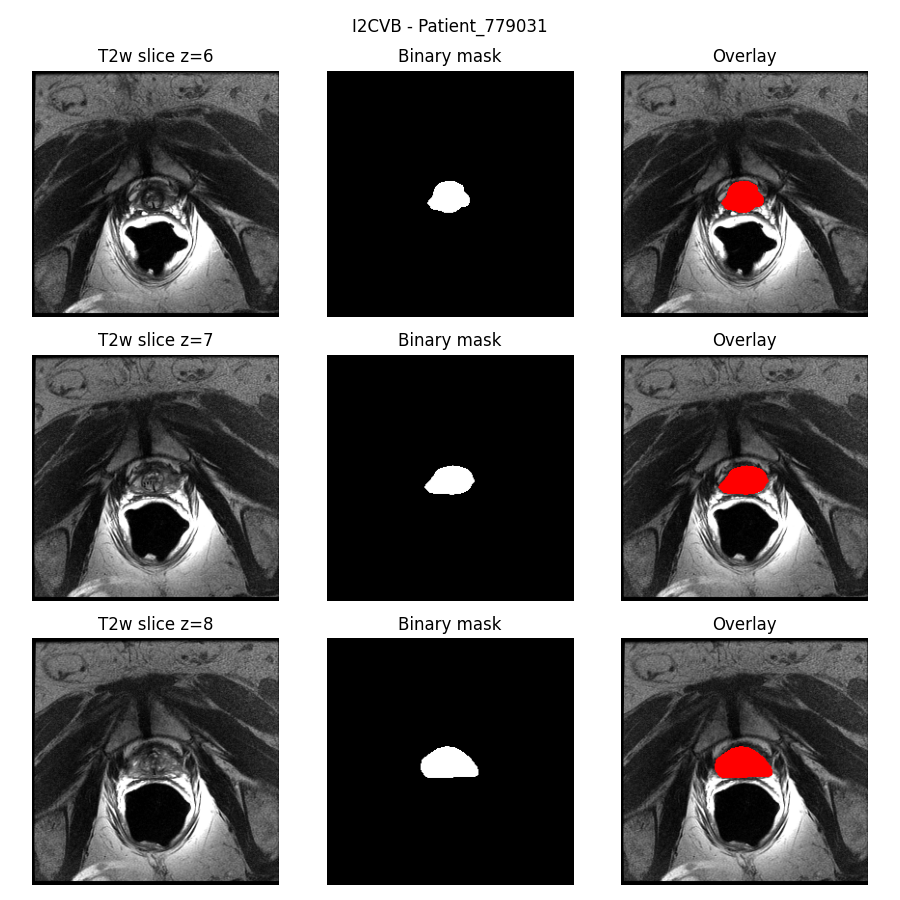 I2CVB - Patient_779031
T2w slice z=6
Binary mask
Overlay
T2w slice z=7
Binary mask
Overlay
T2w slice z=8
Binary mask
Overlay